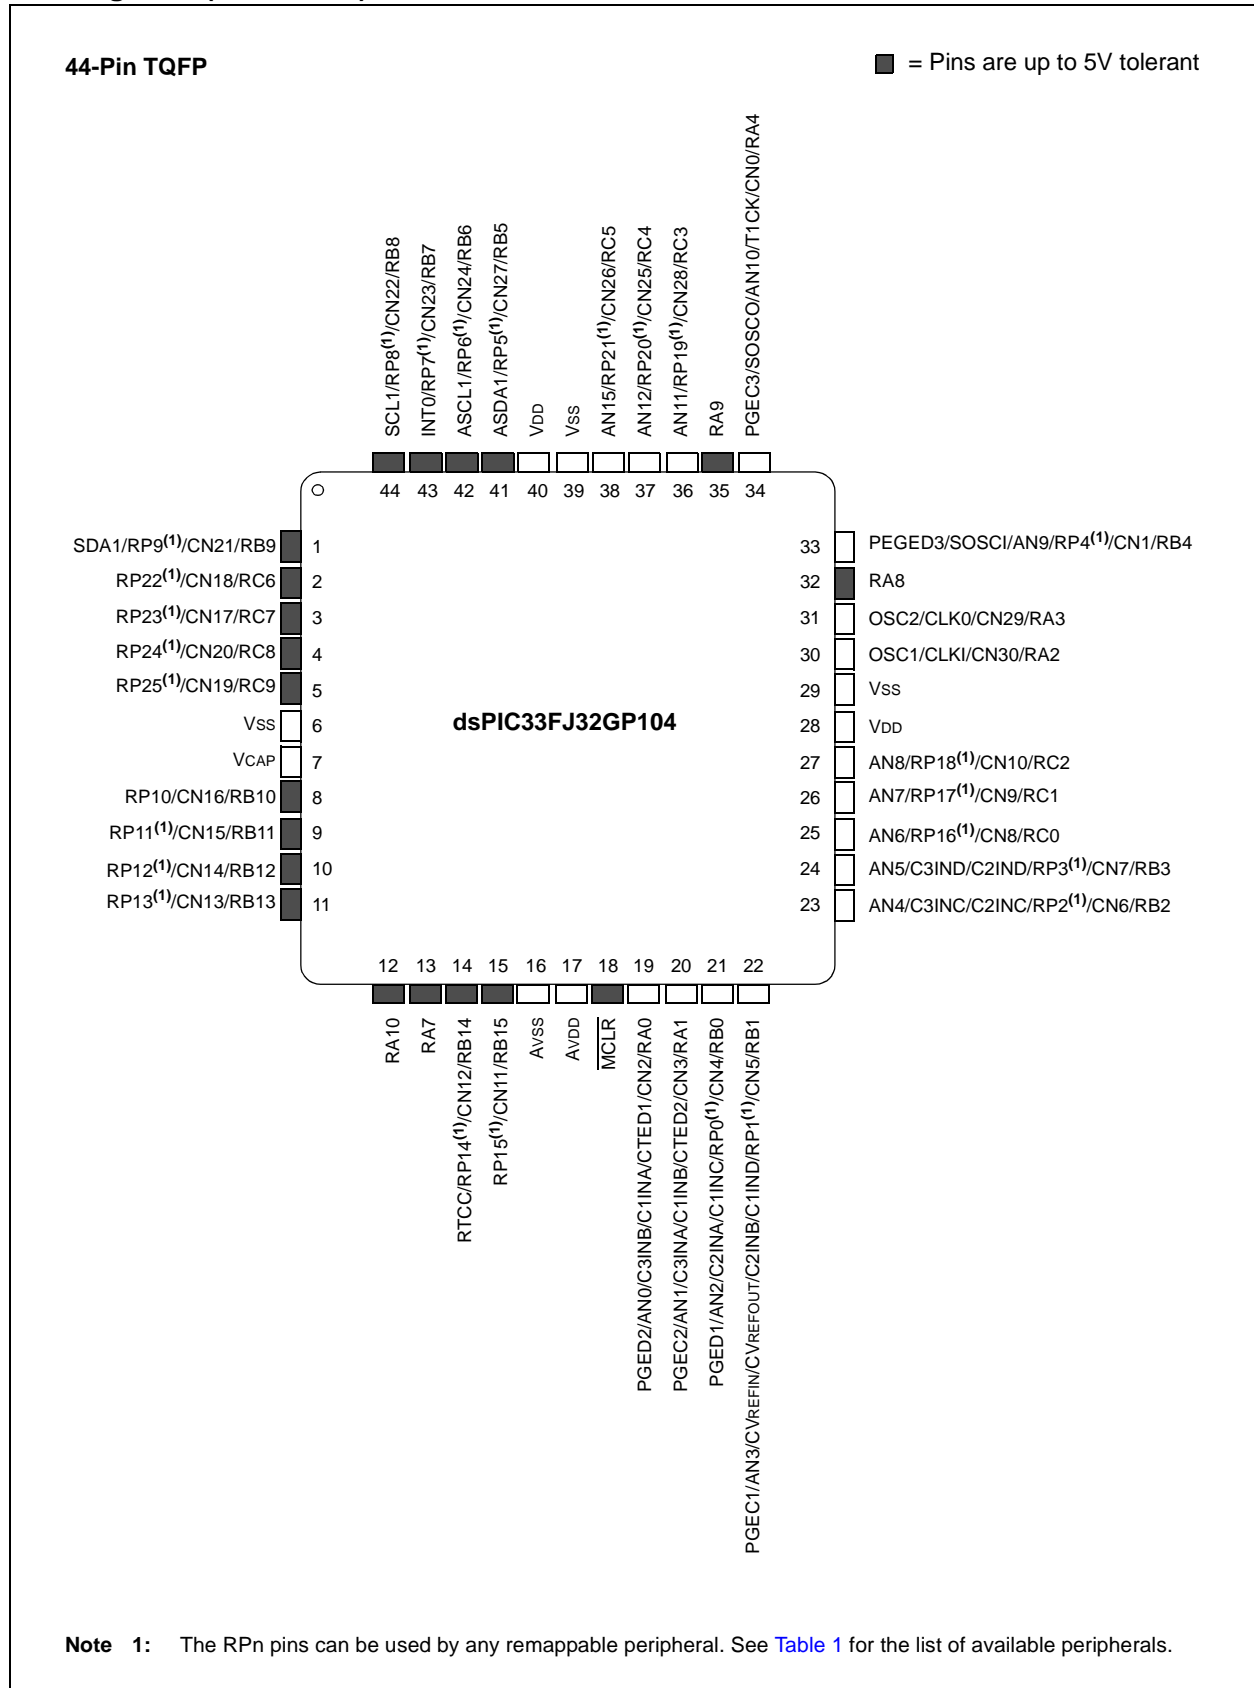 44-Pin TQFP
= Pins are up to 5V tolerant
SCL1/RP8(1)/CN22/RB8
INT0/RP7(1)/CN23/RB7
ASCL1/RP6(1)/CN24/RB6
ASDA1/RP5(1)/CN27/RB5
VDD
VSS
AN15/RP21(1)/CN26/RC5
AN12/RP20(1)/CN25/RC4
AN11/RP19(1)/CN28/RC3
RA9
PGEC3/SOSCO/AN10/T1CK/CN0/RA4
44 43 42 41 40 39 38 37 36 35 34
SDA1/RP9(1)/CN21/RB9 1
RP22(1)/CN18/RC6 2
RP23(1)/CN17/RC7 3
RP24(1)/CN20/RC8 4
RP25(1)/CN19/RC9 5
VSS 6
VCAP 7
RP10/CN16/RB10 8
RP11(1)/CN15/RB11 9
RP12(1)/CN14/RB12 10
RP13(1)/CN13/RB13 11
dsPIC33FJ32GP104
33 PEGED3/SOSCI/AN9/RP4(1)/CN1/RB4
32 RA8
31 OSC2/CLK0/CN29/RA3
30 OSC1/CLKI/CN30/RA2
29 VSS
28 VDD
27 AN8/RP18(1)/CN10/RC2
26 AN7/RP17(1)/CN9/RC1
25 AN6/RP16(1)/CN8/RC0
24 AN5/C3IND/C2IND/RP3(1)/CN7/RB3
23 AN4/C3INC/C2INC/RP2(1)/CN6/RB2
12 13 14 15 16 17 18 19 20 21 22
RA10
RA7
RTCC/RP14(1)/CN12/RB14
RP15(1)/CN11/RB15
AVSS
AVDD
MCLR
PGED2/AN0/C3INB/C1INA/CTED1/CN2/RA0
PGEC2/AN1/C3INA/C1INB/CTED2/CN3/RA1
PGED1/AN2/C2INA/C1INC/RP0(1)/CN4/RB0
PGEC1/AN3/CVREFIN/CVREFOUT/C2INB/C1IND/RP1(1)/CN5/RB1
Note 1: The RPn pins can be used by any remappable peripheral. See Table 1 for the list of available peripherals.